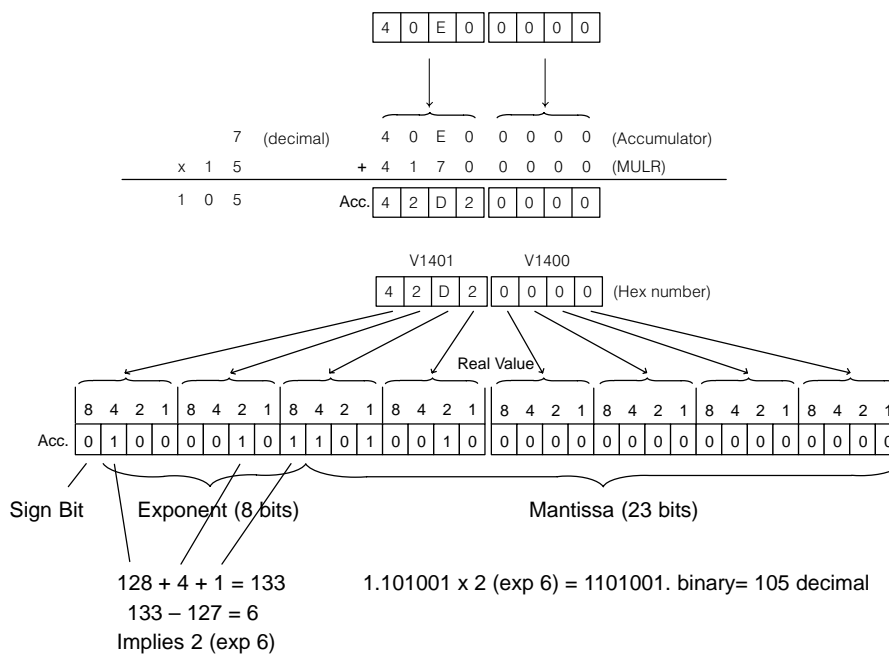 4 0 E 0 0 0 0 0
7 (decimal) 4 0 E 0 0 0 0 0 (Accumulator)
x 1 5 + 4 1 7 0 0 0 0 0 (MULR)
1 0 5 Acc. 4 2 D 2 0 0 0 0
V1401 V1400
4 2 D 2 0 0 0 0 (Hex number)
Real Value
8 4 2 1 8 4 2 1 8 4 2 1 8 4 2 1 8 4 2 1 8 4 2 1 8 4 2 1 8 4 2 1
Acc. 0 1 0 0 0 0 1 0 1 1 0 1 0 0 1 0 0 0 0 0 0 0 0 0 0 0 0 0 0 0 0 0
Sign Bit Exponent (8 bits) Mantissa (23 bits)
128 + 4 + 1 = 133 1.101001 x 2 (exp 6) = 1101001. binary= 105 decimal
133 – 127 = 6
Implies 2 (exp 6)